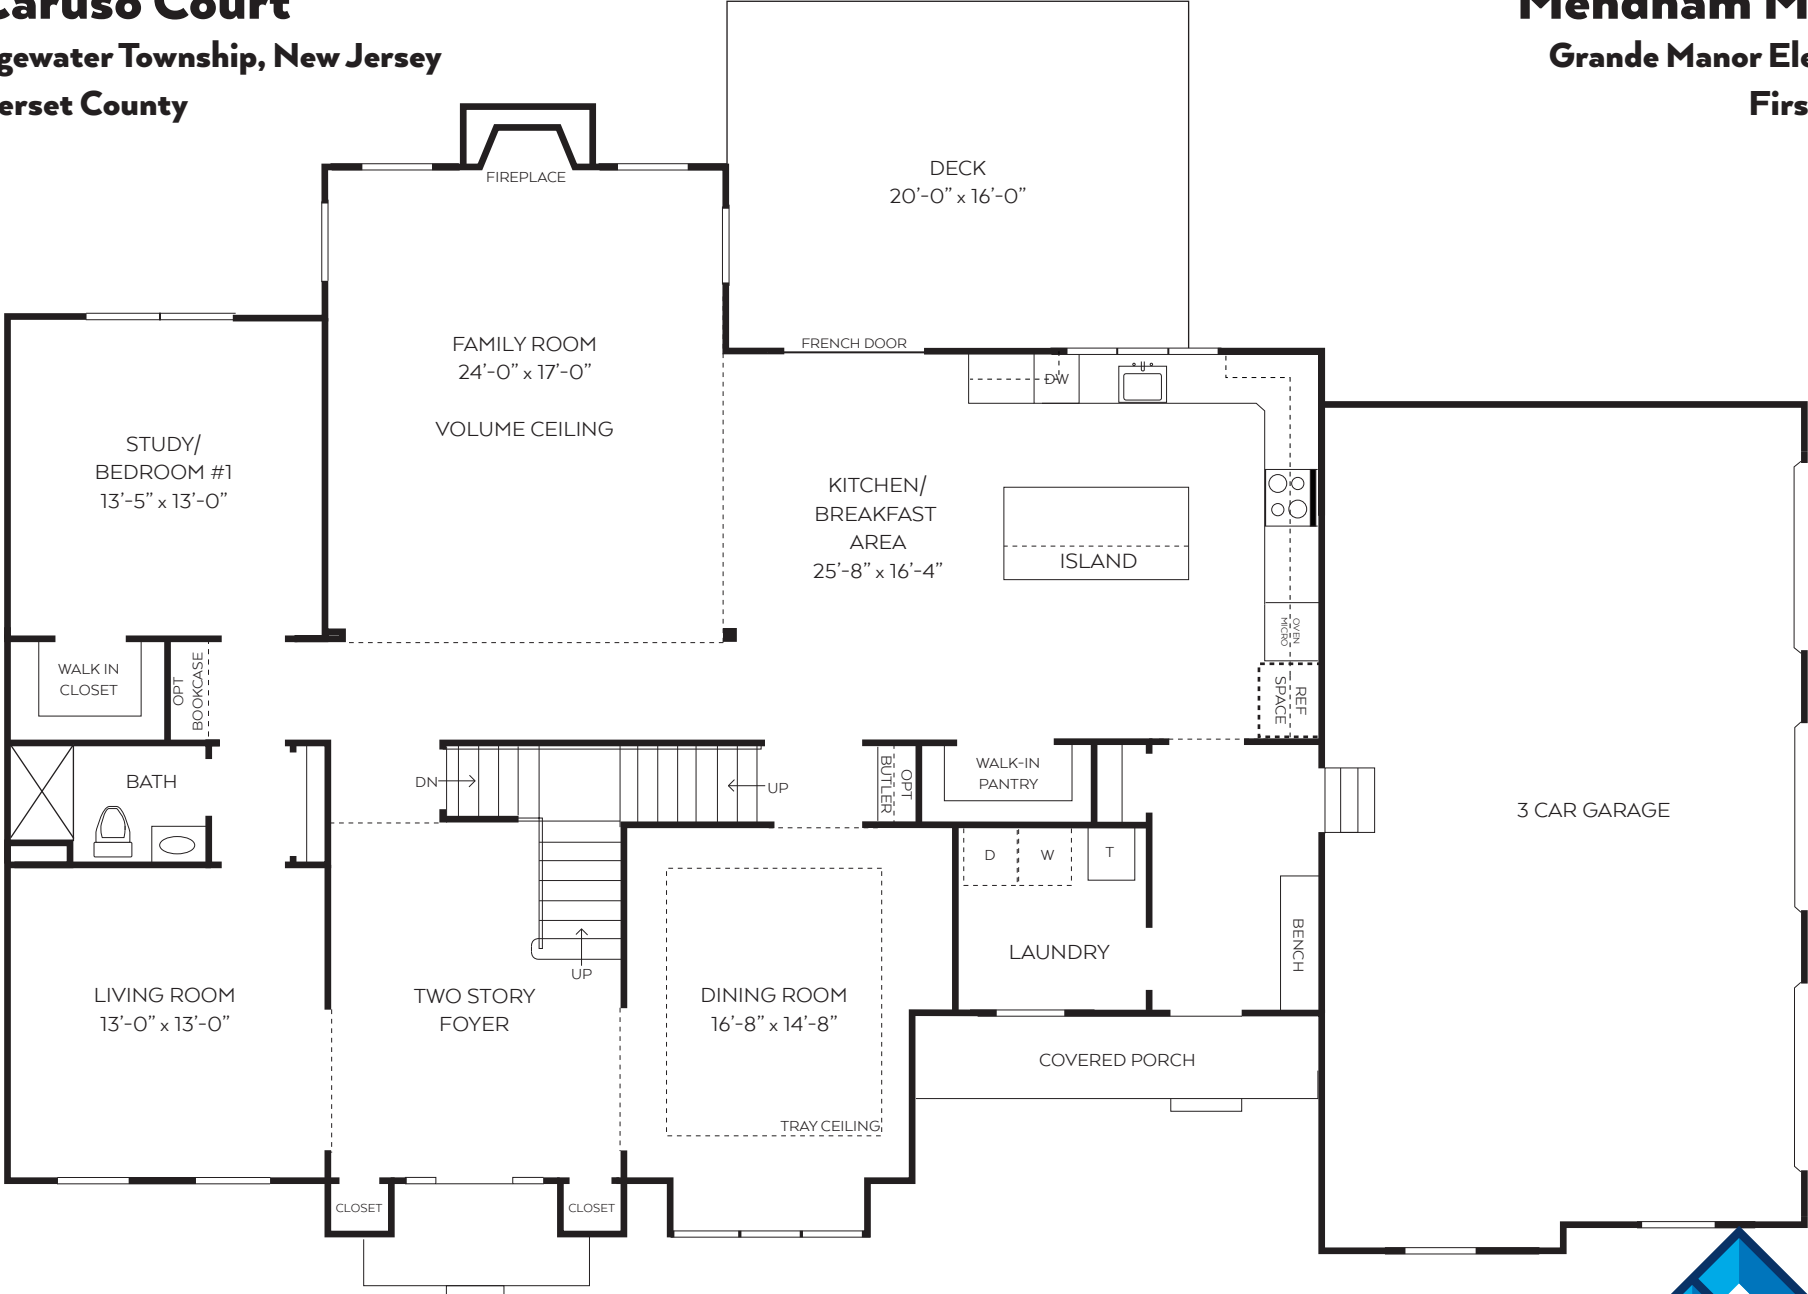 Caruso Court
gewater Township, New Jersey
erset County
Mendham M
Grande Manor Ele
Firs
DECK
20’-0” x 16’-0”
FIREPLACE
FAMILY ROOM
24’-0” x 17’-0”
VOLUME CEILING
FRENCH DOOR
DW
STUDY/
BEDROOM #1
13’-5” x 13’-0”
KITCHEN/
BREAKFAST
AREA
25’-8” x 16’-4”
ISLAND
OVEN
MICRO
REF
SPACE
WALK IN
CLOSET
OPT
BOOKCASE
BATH
DN
UP
OPT
BUTLER
WALK-IN
PANTRY
3 CAR GARAGE
D
W
T
LAUNDRY
BENCH
UP
LIVING ROOM
13’-0” x 13’-0”
TWO STORY
FOYER
DINING ROOM
16’-8” x 14’-8”
TRAY CEILING
COVERED PORCH
CLOSET
CLOSET